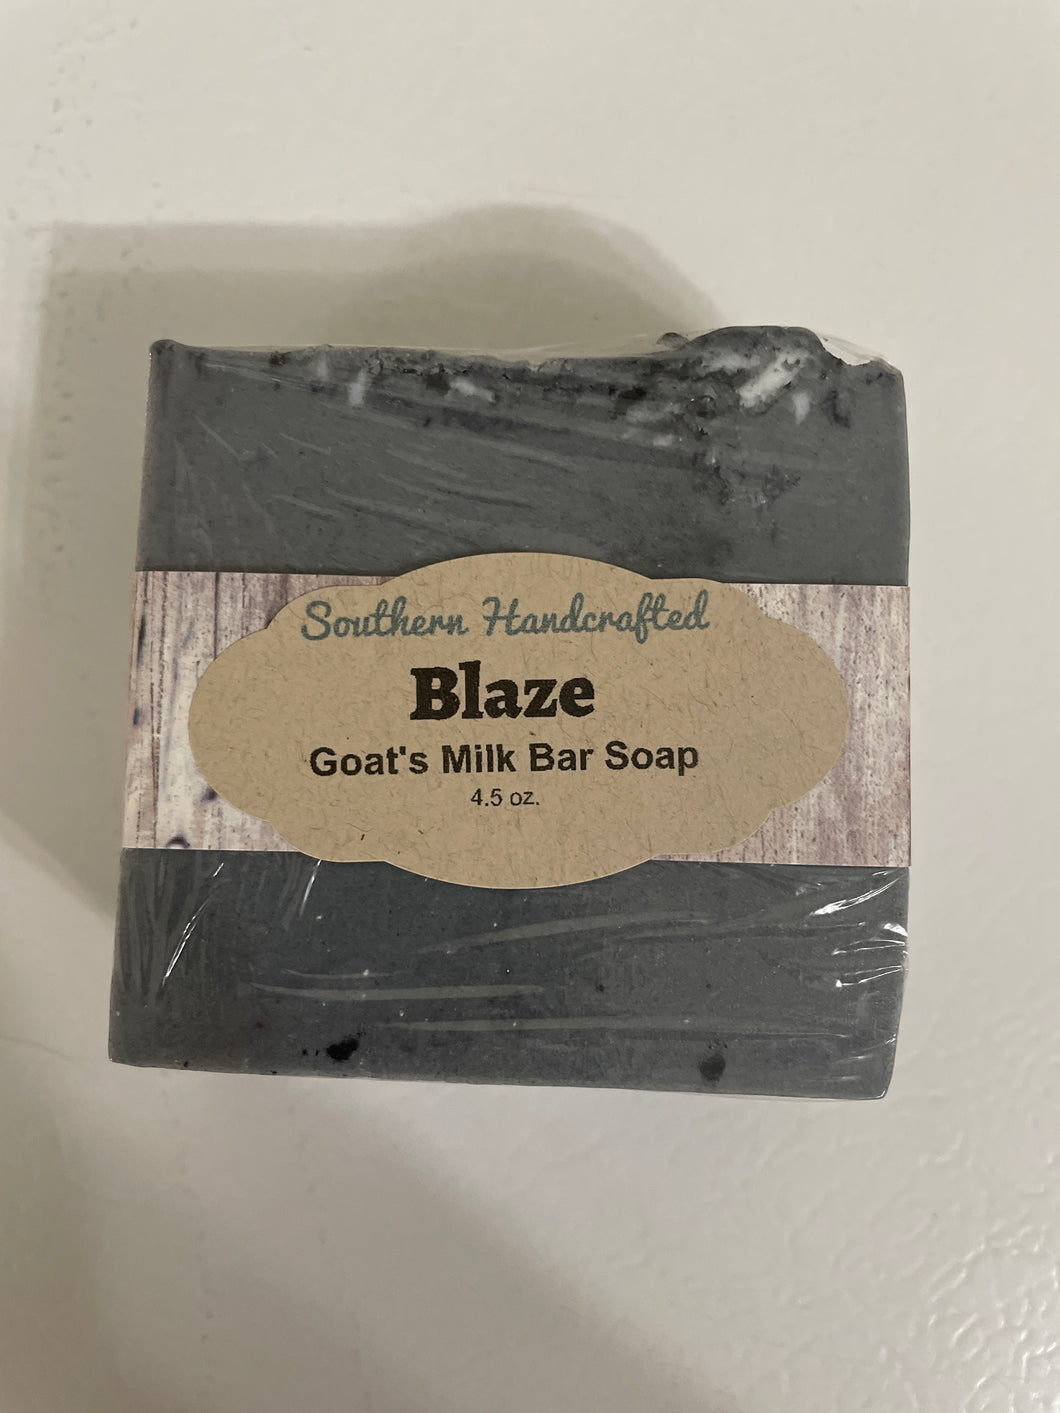 Southern Handcrafted
Blaze
Goat's Milk Bar Soap
4.5 oz.